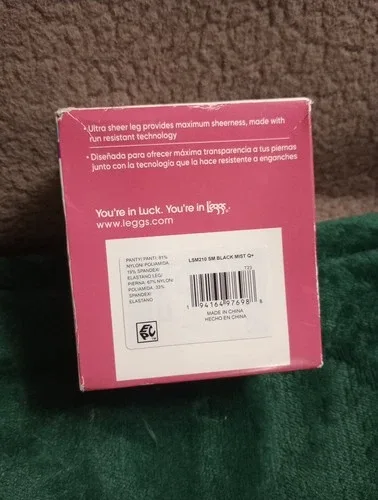 • Ultra sheer leg provides maximum sheerness, made with
run resistant technology
• Diseñada para ofrecer máxima transparencia a tus piernas
junto con la tecnología que la hace resistente a enganches
You're in Luck. You're in L'eggs.
www.leggs.com
PANTY/ PANTI: 81%
NYLON/ POLIAMIDA,
19% SPANDEX/
ELASTANO LEG/
PIERNA: 67% NYLON/
POLIAMIDA, 33%
SPANDEX/
ELASTANO
LSM210 SM BLACK MIST Q+
1 94164 97698
MADE IN CHINA
HECHO EN CHINA